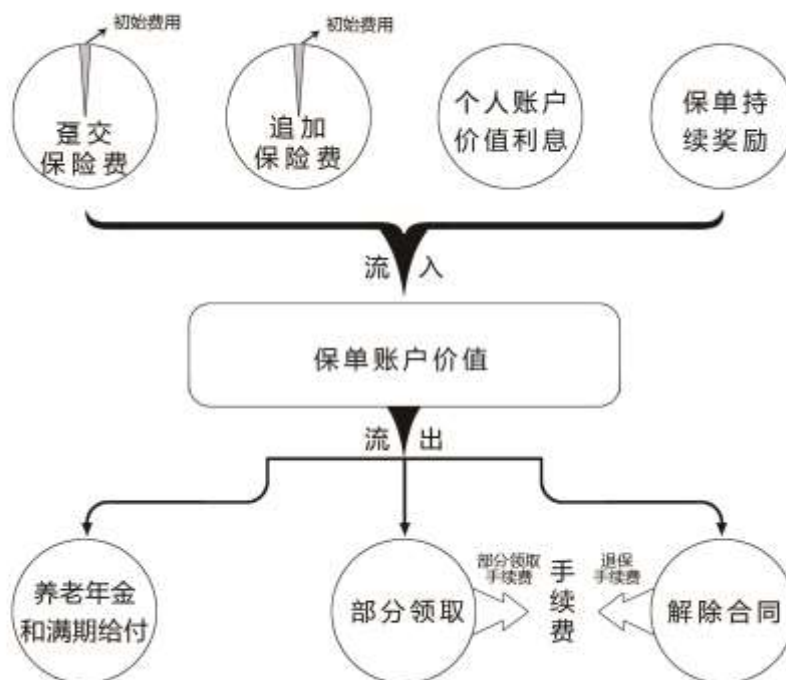 初始费用
初始费用
趸交
保险费
追加
保险费
个人账户
价值利息
保单持
续奖励
流 入
保单账户价值
流 出
养老年金
和满期给付
部分领取
部分领取
手续费
手
续
费
退保
手续费
解除合同